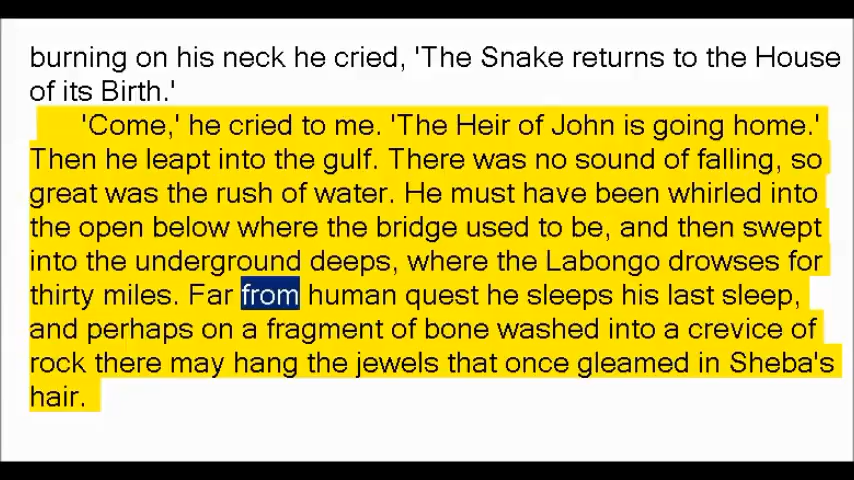 burning on his neck he cried, 'The Snake returns to the House
of its Birth.'
'Come,' he cried to me. 'The Heir of John is going home.'
Then he leapt into the gulf. There was no sound of falling, so
great was the rush of water. He must have been whirled into
the open below where the bridge used to be, and then swept
into the underground deeps, where the Labongo drowses for
thirty miles. Far from human quest he sleeps his last sleep,
and perhaps on a fragment of bone washed into a crevice of
rock there may hang the jewels that once gleamed in Sheba's
hair.